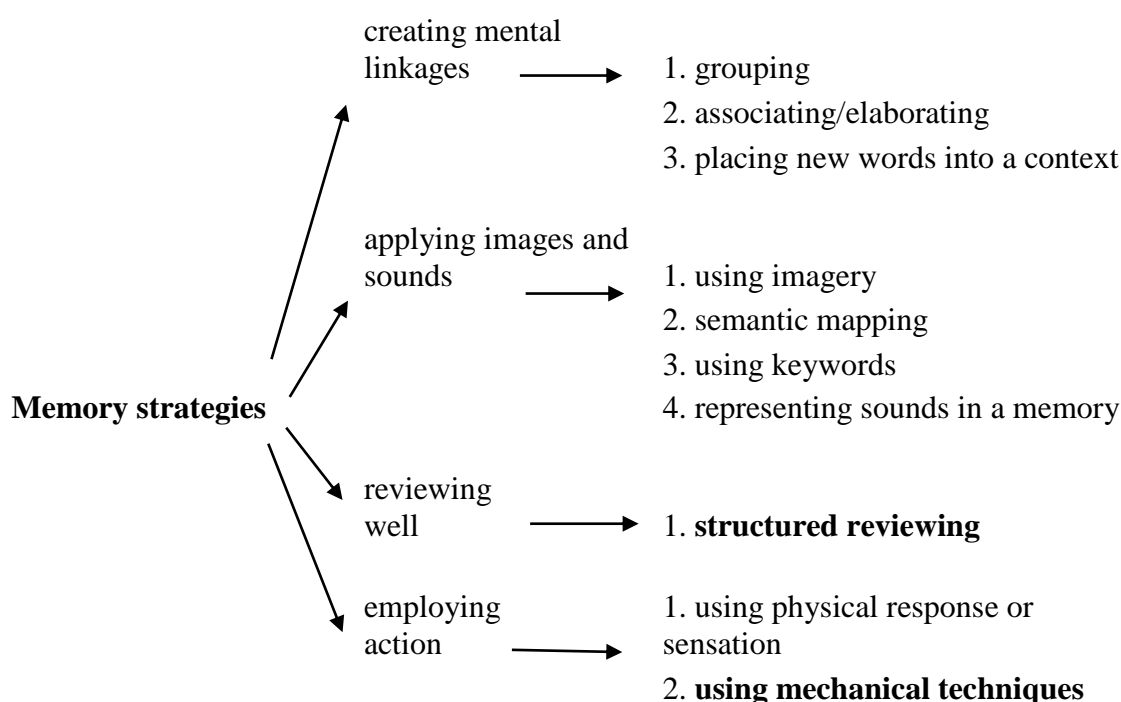 creating mental
linkages
1. grouping
2. associating/elaborating
3. placing new words into a context
applying images and
sounds
1. using imagery
2. semantic mapping
3. using keywords
4. representing sounds in a memory
Memory strategies
reviewing
well
1. structured reviewing
employing
action
1. using physical response or
sensation
2. using mechanical techniques